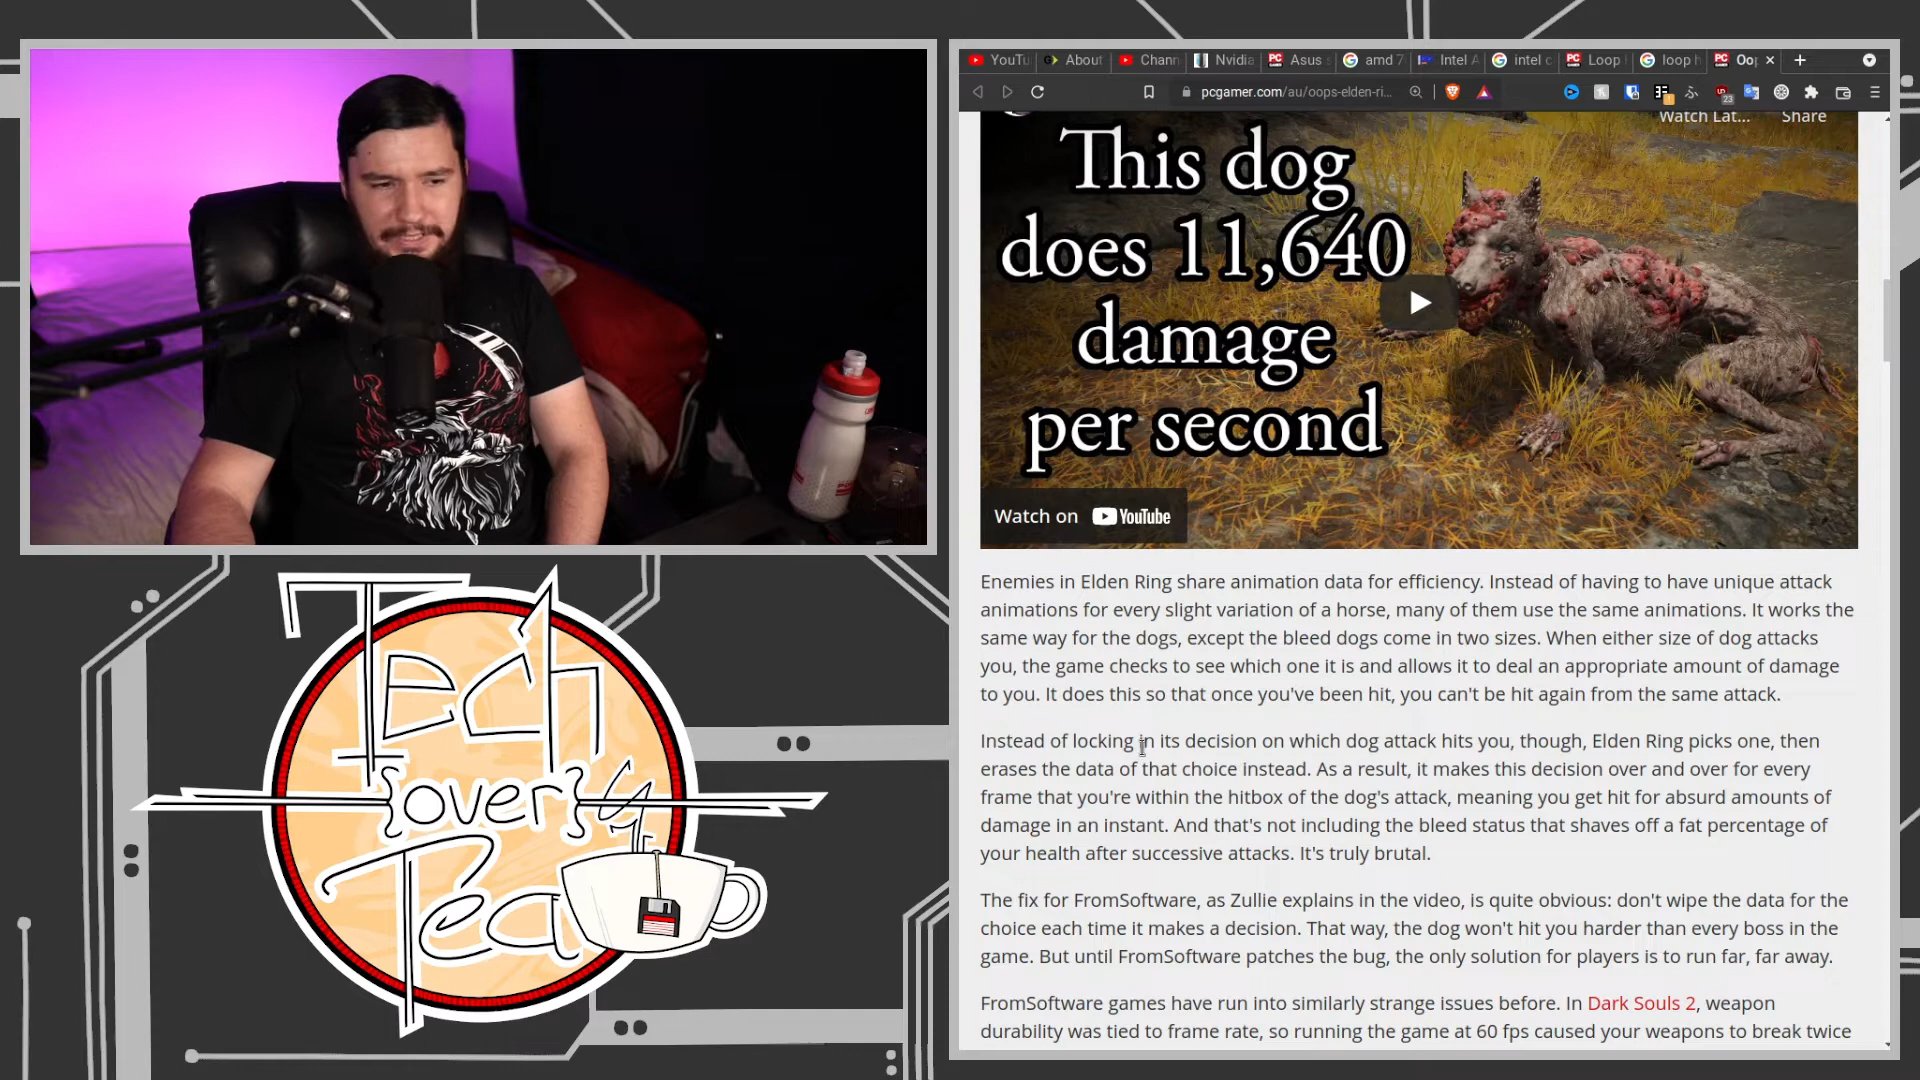 YouTu
About
Chann
Nvidia
Asus
amd 7
Intel A
intel c
Loop
loop h
Oop
pcgamer.com/au/oops-elden-ri...
23
Watch Lat...
Share
This dog
does 11,640
damage
per second
Watch on YouTube
Enemies in Elden Ring share animation data for efficiency. Instead of having to have unique attack
animations for every slight variation of a horse, many of them use the same animations. It works the
same way for the dogs, except the bleed dogs come in two sizes. When either size of dog attacks
you, the game checks to see which one it is and allows it to deal an appropriate amount of damage
to you. It does this so that once you've been hit, you can't be hit again from the same attack.
Instead of locking in its decision on which dog attack hits you, though, Elden Ring picks one, then
erases the data of that choice instead. As a result, it makes this decision over and over for every
frame that you're within the hitbox of the dog's attack, meaning you get hit for absurd amounts of
damage in an instant. And that's not including the bleed status that shaves off a fat percentage of
your health after successive attacks. It's truly brutal.
The fix for FromSoftware, as Zullie explains in the video, is quite obvious: don't wipe the data for the
choice each time it makes a decision. That way, the dog won't hit you harder than every boss in the
game. But until FromSoftware patches the bug, the only solution for players is to run far, far away.
FromSoftware games have run into similarly strange issues before. In Dark Souls 2, weapon
durability was tied to frame rate, so running the game at 60 fps caused your weapons to break twice
Tech
{over}
Tea